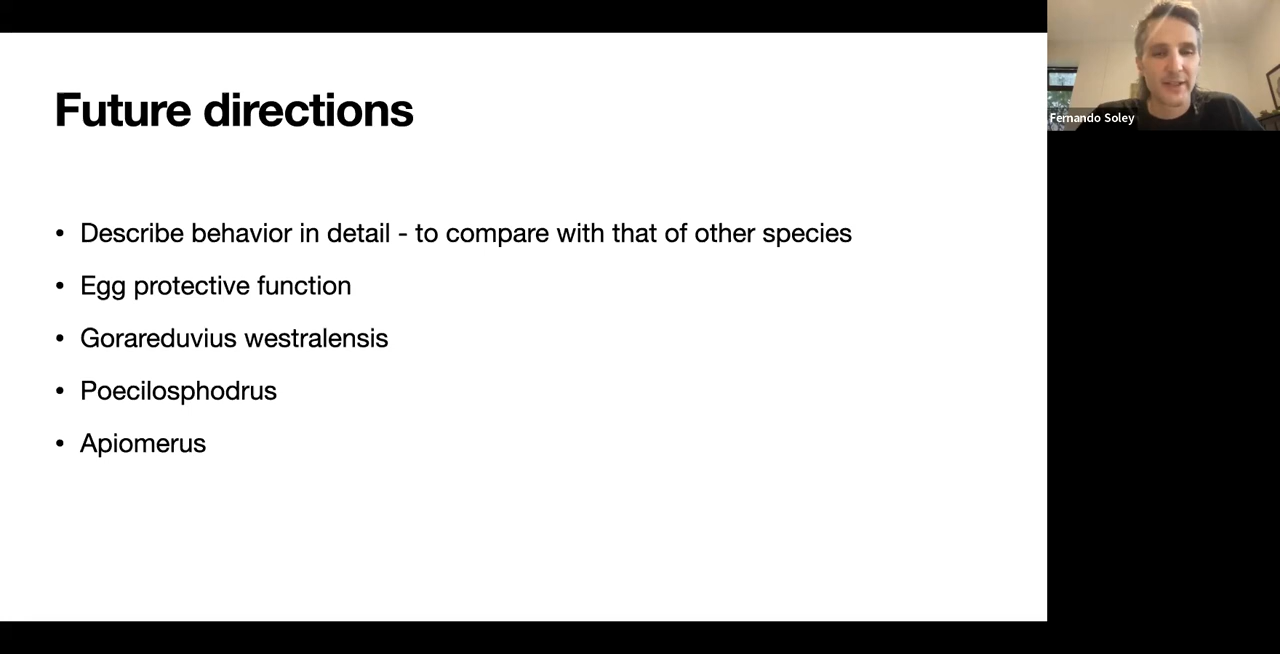 Future directions
• Describe behavior in detail - to compare with that of other species
• Egg protective function
• Gorareduvius westralensis
• Poecilosphodrus
• Apiomerus
Fernando Soley